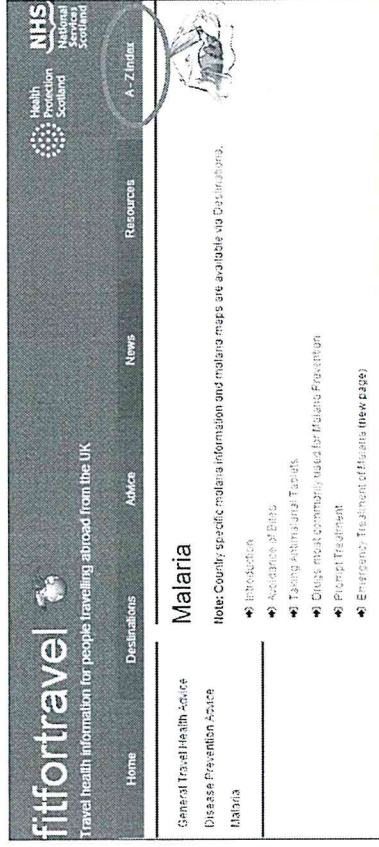 fitfortravel
Travel health information for people travelling abroad from the UK
Health
Protection
Scotland
NHS
National
Services
Scotland
Home
Destinations
Advice
News
Resources
A - Z Index
General Travel Health Advice
Disease Prevention Advice
Malaria
Malaria
Note: Country specific malaria information and malaria maps are available via Destinations.
Introduction
Avoidance of Bites
Taking Antimalarial Tablets
Drugs most commonly used for Malaria Prevention
Prompt Treatment
Emergency Treatment of Malaria (new page)